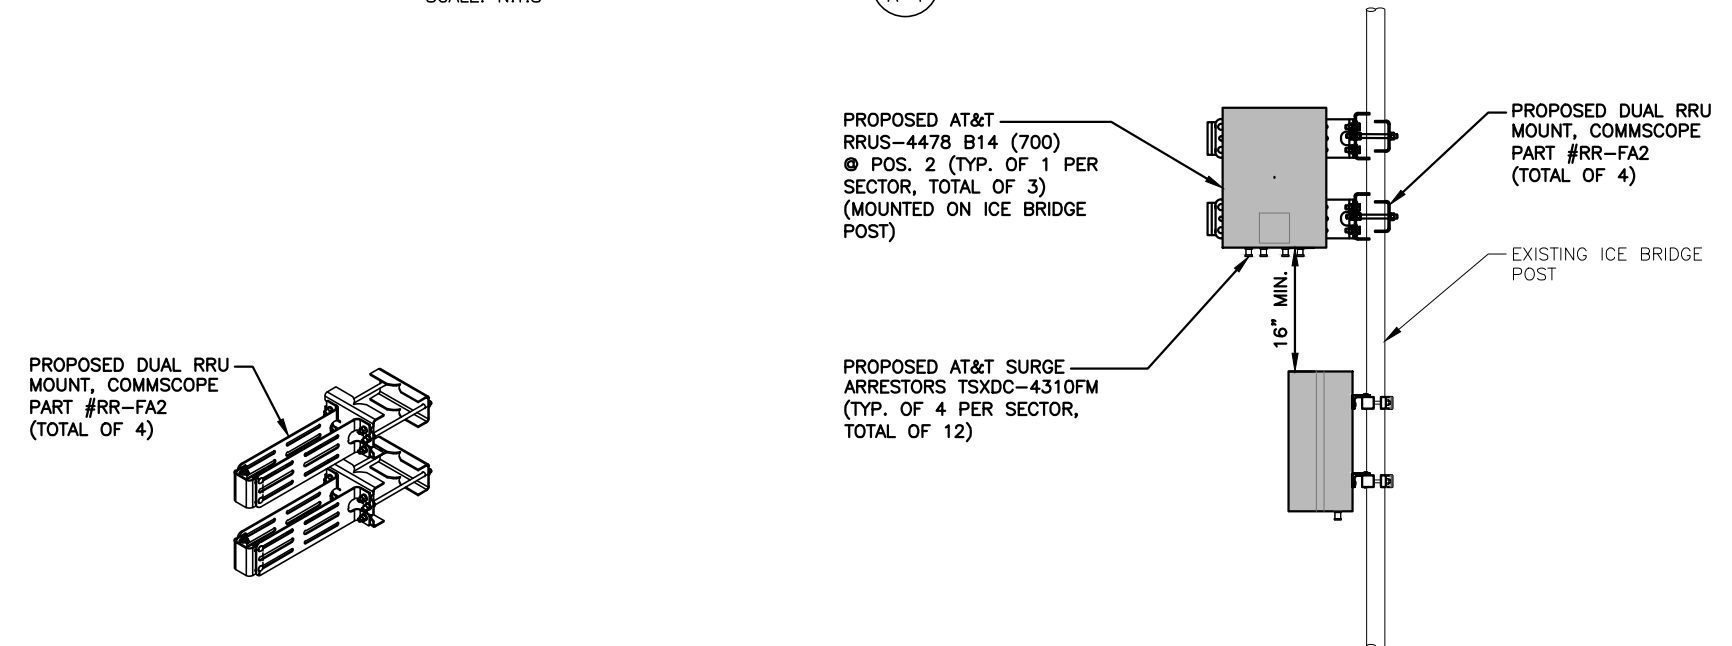 PROPOSED AT&T
RRUS-4478 B14 (700)
@ POS. 2 (TYP. OF 1 PER
SECTOR, TOTAL OF 3)
(MOUNTED ON ICE BRIDGE
POST)
PROPOSED DUAL RRU
MOUNT, COMMSCOPE
PART #RR-FA2
(TOTAL OF 4)
EXISTING ICE BRIDGE
POST
16" MIN.
PROPOSED DUAL RRU
MOUNT, COMMSCOPE
PART #RR-FA2
(TOTAL OF 4)
PROPOSED AT&T SURGE
ARRESTORS TSXDC-4310FM
(TYP. OF 4 PER SECTOR,
TOTAL OF 12)